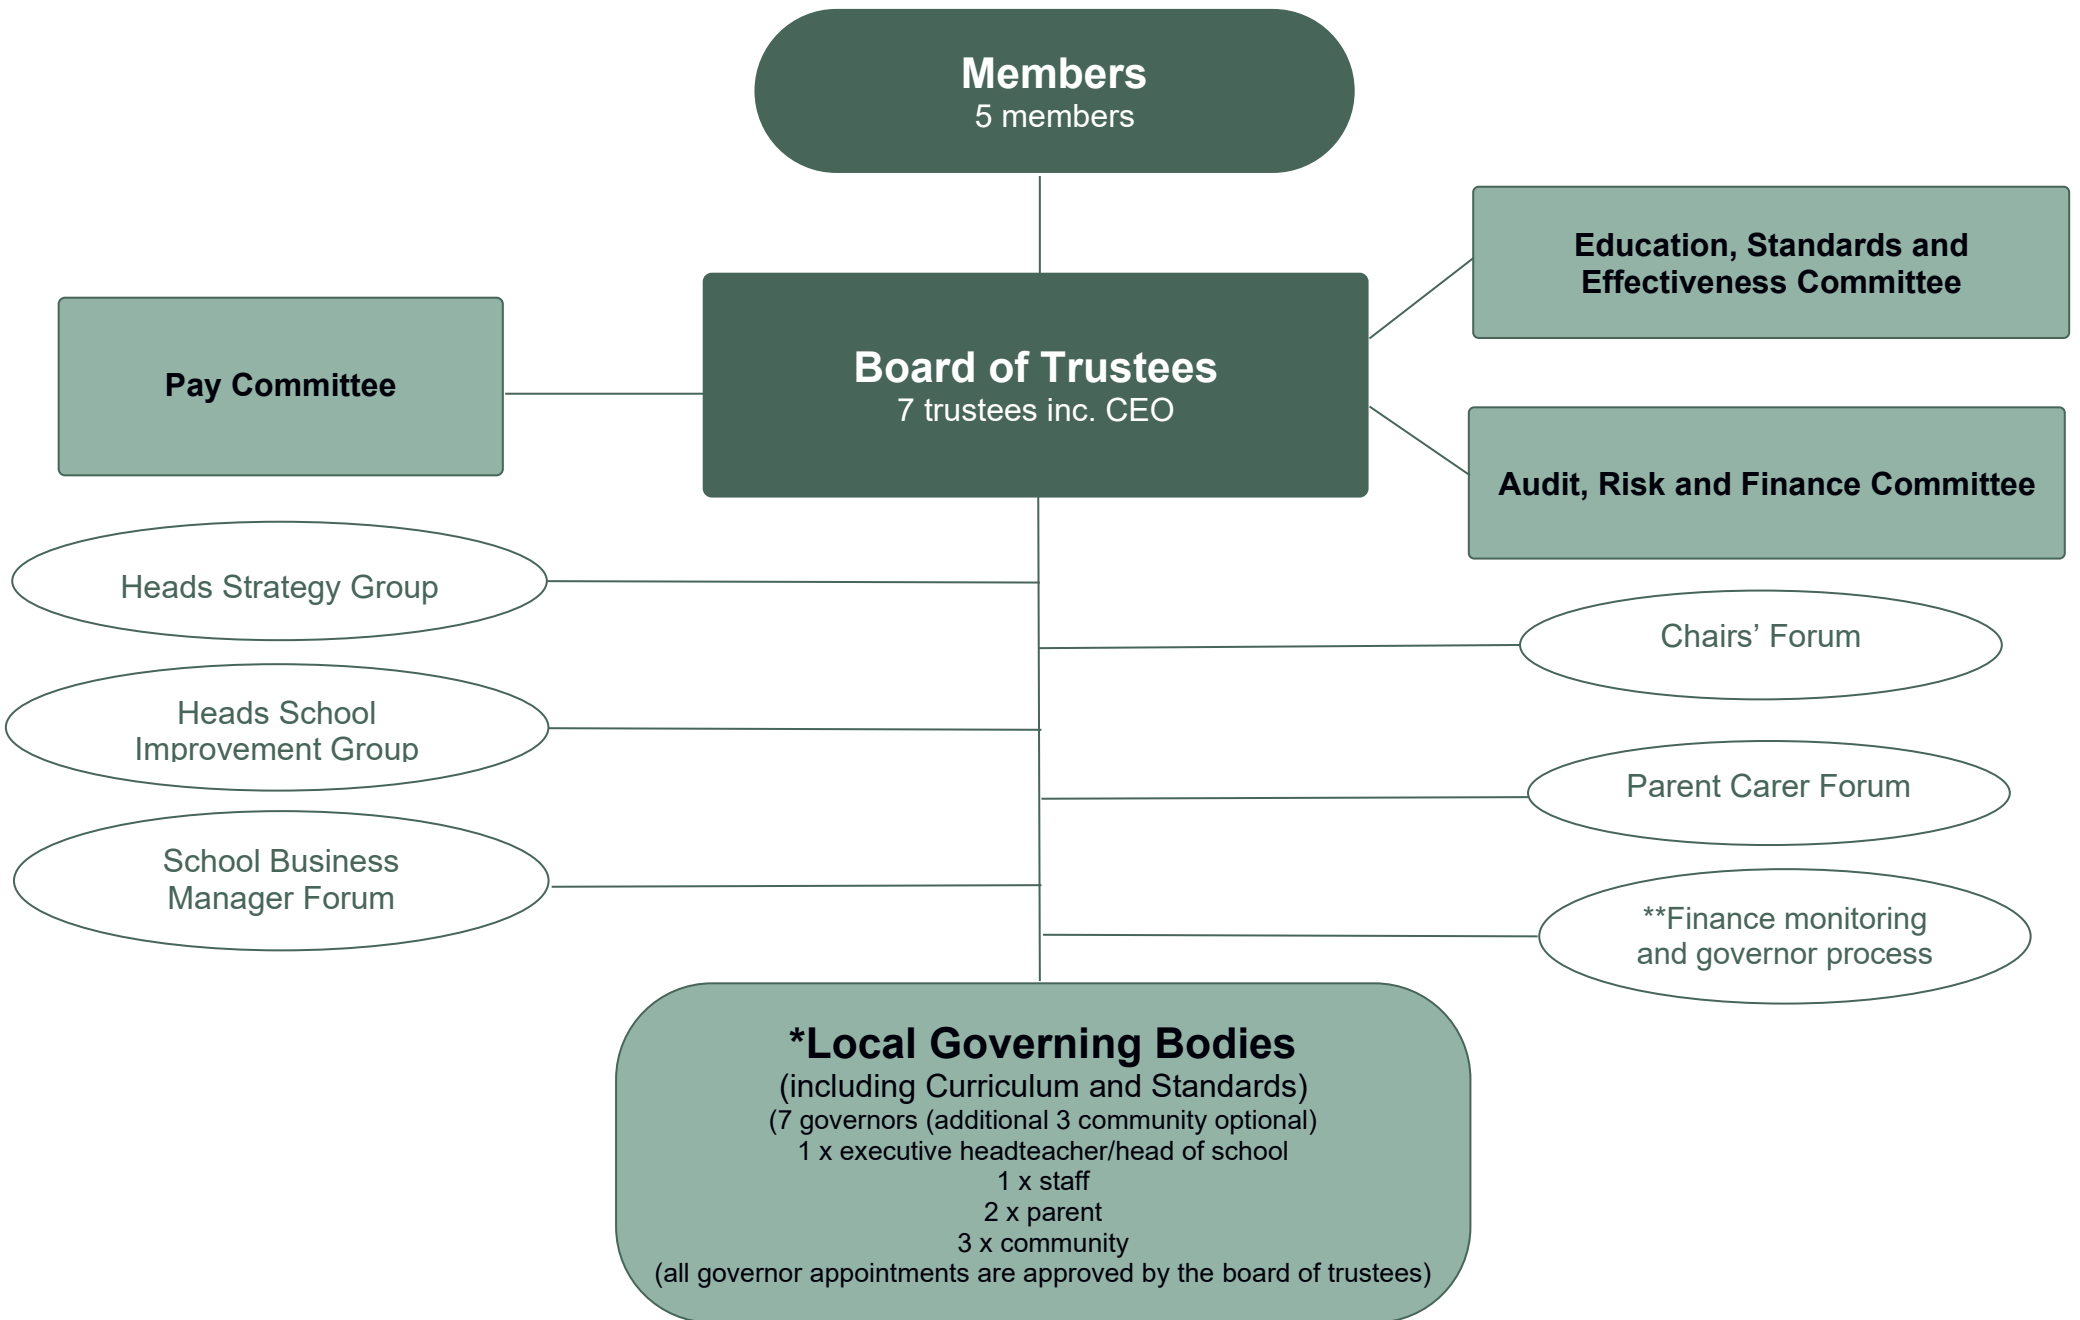 Members
5 members
Education, Standards and
Effectiveness Committee
Pay Committee
Board of Trustees
7 trustees inc. CEO
Audit, Risk and Finance Committee
Heads Strategy Group
Chairs’ Forum
Heads School
Improvement Group
Parent Carer Forum
School Business
Manager Forum
**Finance monitoring
and governor process
*Local Governing Bodies
(including Curriculum and Standards)
(7 governors (additional 3 community optional)
1 x executive headteacher/head of school
1 x staff
2 x parent
3 x community
(all governor appointments are approved by the board of trustees)